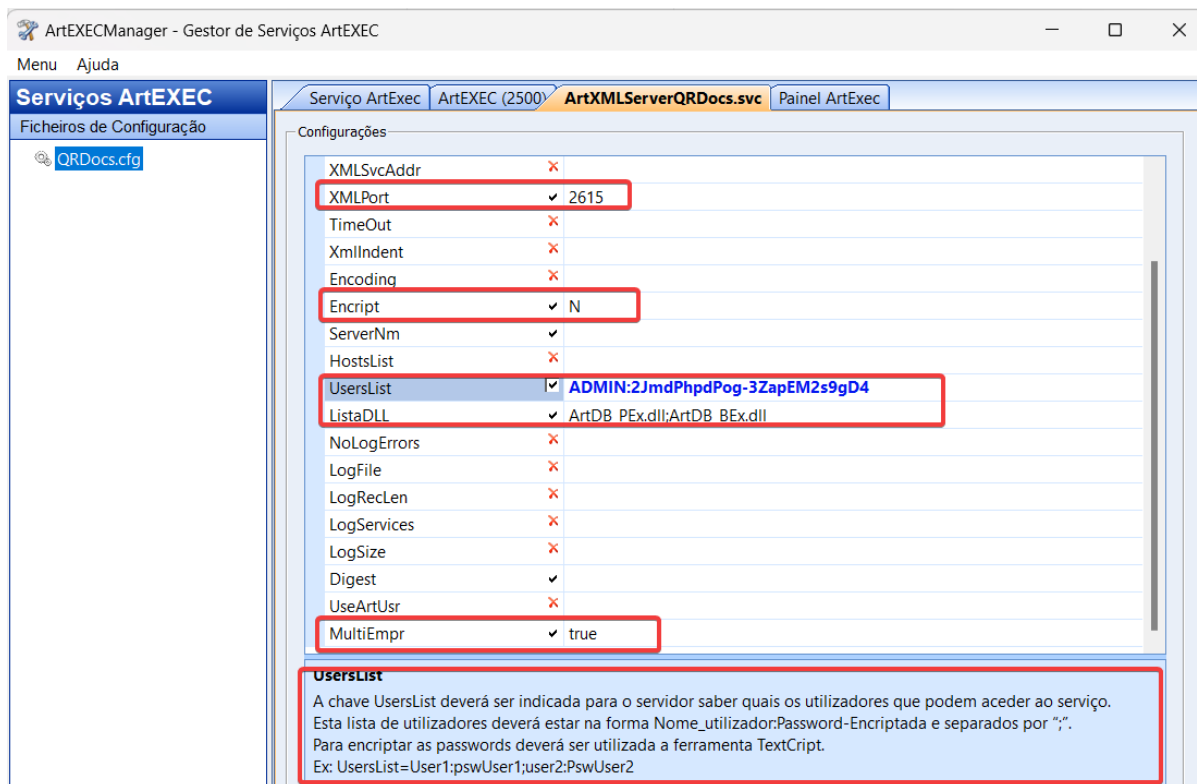 ArtEXECManager - Gestor de Serviços ArtEXEC
Menu Ajuda
Serviços ArtEXEC
Ficheiros de Configuração
QRDocs.cfg
Serviço ArtExec ArtEXEC (2500) ArtXMLServerQRDocs.svc Painel ArtExec
Configurações
XMLSvcAddr
XMLPort 2615
TimeOut
XmlIndent
Encoding
Encript N
ServerNm
HostsList
UsersList ADMIN:2JmdPhpdPog-3ZapEM2s9gD4
ListaDLL ArtDB_PEx.dll;ArtDB_BEx.dll
NoLogErrors
LogFile
LogRecLen
LogServices
LogSize
Digest
UseArtUsr
MultiEmpr true
UsersList
A chave UsersList deverá ser indicada para o servidor saber quais os utilizadores que podem aceder ao serviço.
Esta lista de utilizadores deverá estar na forma Nome_utilizador:Password-Encriptada e separados por “;”.
Para encriptar as passwords deverá ser utilizada a ferramenta TextCript.
Ex: UsersList=User1:pswUser1;user2:PswUser2